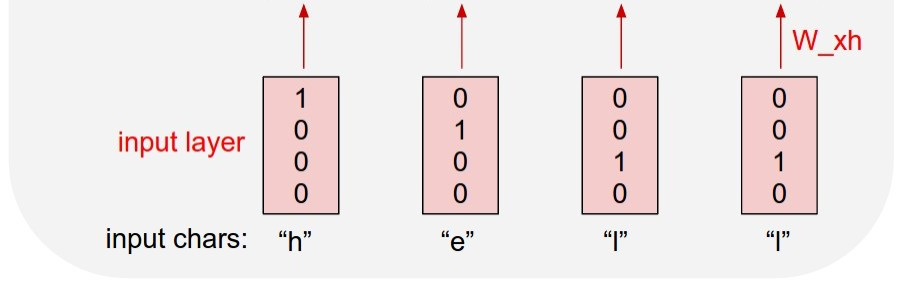 W_xh
1 0 0 0
0 1 0 0
input layer
0 0 1 1
0 0 0 0
input chars: “h” “e” “l” “l”